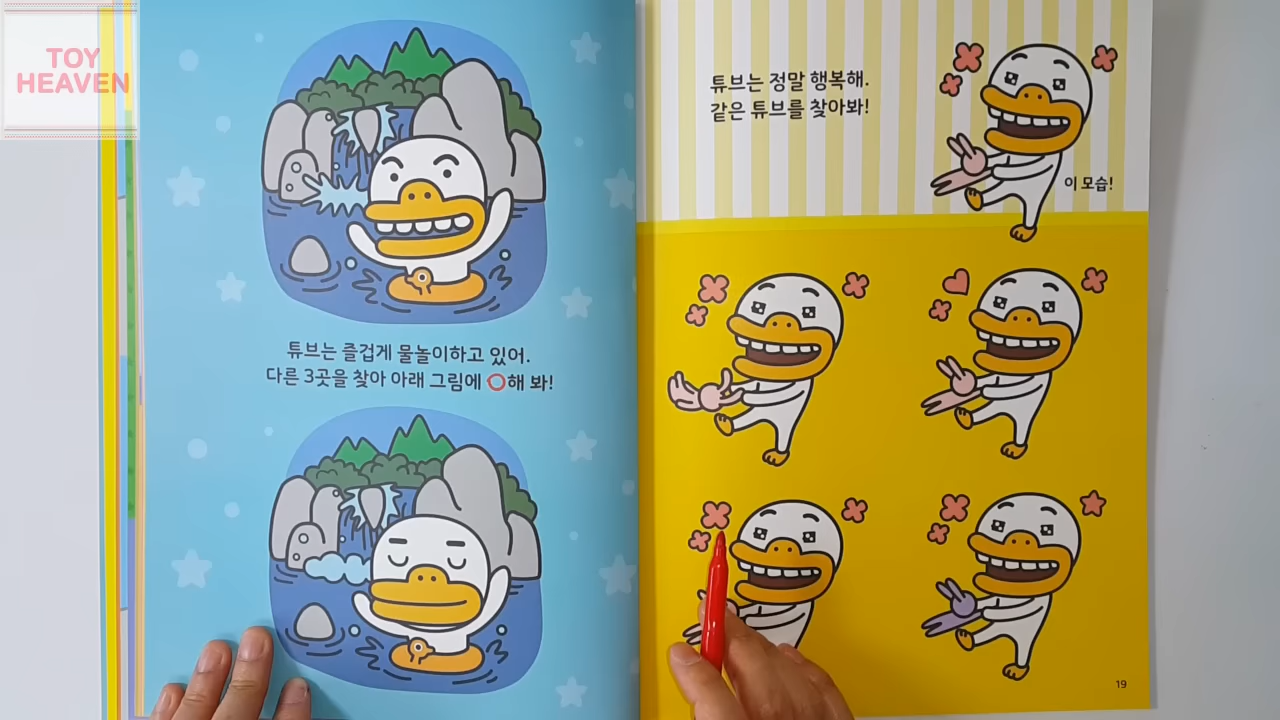 TOY
HEAVEN
튜브는 즐겁게 물놀이하고 있어.
다른 3곳을 찾아 아래 그림에 ○해 봐!
튜브는 정말 행복해.
같은 튜브를 찾아봐!
이 모습!
19